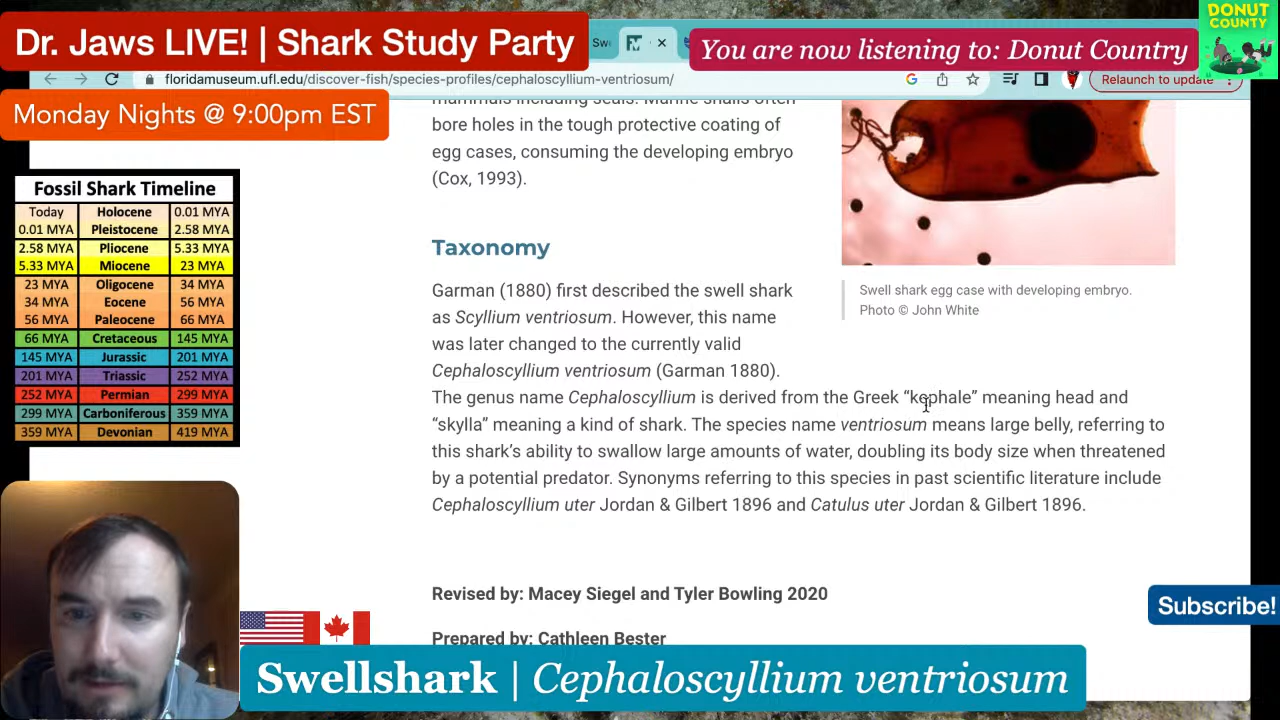 Dr. Jaws LIVE! | Shark Study Party
Swe
You are now listening to: Donut Country
DONUT
COUNTY
floridamuseum.ufl.edu/discover-fish/species-profiles/cephaloscyllium-ventriosum/
Relaunch to update
Monday Nights @ 9:00pm EST
mammals including seals. Marine snails often
bore holes in the tough protective coating of
egg cases, consuming the developing embryo
(Cox, 1993).
Fossil Shark Timeline
Today Holocene 0.01 MYA
0.01 MYA Pleistocene 2.58 MYA
2.58 MYA Pliocene 5.33 MYA
5.33 MYA Miocene 23 MYA
23 MYA Oligocene 34 MYA
34 MYA Eocene 56 MYA
56 MYA Paleocene 66 MYA
66 MYA Cretaceous 145 MYA
145 MYA Jurassic 201 MYA
201 MYA Triassic 252 MYA
252 MYA Permian 299 MYA
299 MYA Carboniferous 359 MYA
359 MYA Devonian 419 MYA
Taxonomy
Garman (1880) first described the swell shark
as Scyllium ventriosum. However, this name
was later changed to the currently valid
Cephaloscyllium ventriosum (Garman 1880).
The genus name Cephaloscyllium is derived from the Greek “kephale” meaning head and
“skylla” meaning a kind of shark. The species name ventriosum means large belly, referring to
this shark’s ability to swallow large amounts of water, doubling its body size when threatened
by a potential predator. Synonyms referring to this species in past scientific literature include
Cephaloscyllium uter Jordan & Gilbert 1896 and Catulus uter Jordan & Gilbert 1896.
Swell shark egg case with developing embryo.
Photo © John White
Revised by: Macey Siegel and Tyler Bowling 2020
Prepared by: Cathleen Bester
Subscribe!
Swellshark | Cephaloscyllium ventriosum